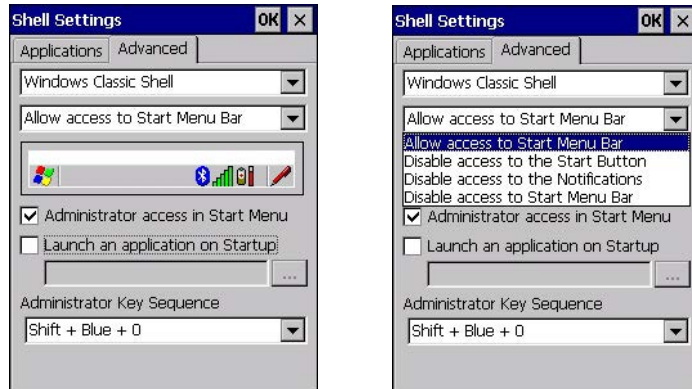 Shell Settings OK ×
Applications Advanced
Windows Classic Shell
Allow access to Start Menu Bar
Administrator access in Start Menu
Launch an application on Startup
...
Administrator Key Sequence
Shift + Blue + 0
Shell Settings OK ×
Applications Advanced
Windows Classic Shell
Allow access to Start Menu Bar
Allow access to Start Menu Bar
Disable access to the Start Button
Disable access to the Notifications
Disable access to Start Menu Bar
Administrator access in Start Menu
Launch an application on Startup
...
Administrator Key Sequence
Shift + Blue + 0